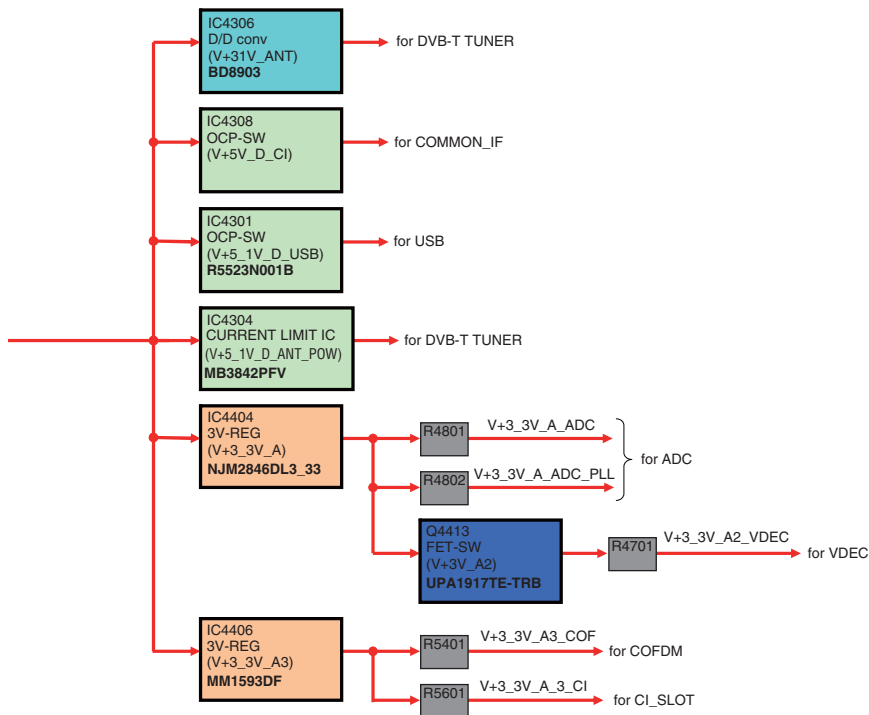 IC4306
D/D conv
(V+31V_ANT)
BD8903
for DVB-T TUNER
IC4308
OCP-SW
(V+5V_D_CI)
for COMMON_IF
IC4301
OCP-SW
(V+5_1V_D_USB)
R5523N001B
for USB
IC4304
CURRENT LIMIT IC
(V+5_1V_D_ANT_POW)
MB3842PFV
for DVB-T TUNER
IC4404
3V-REG
(V+3_3V_A)
NJM2846DL3_33
R4801
V+3_3V_A_ADC
R4802
V+3_3V_A_ADC_PLL
for ADC
Q4413
FET-SW
(V+3V_A2)
UPA1917TE-TRB
R4701
V+3_3V_A2_VDEC
for VDEC
IC4406
3V-REG
(V+3_3V_A3)
MM1593DF
R5401
V+3_3V_A3_COF
for COFDM
R5601
V+3_3V_A_3_CI
for CI_SLOT